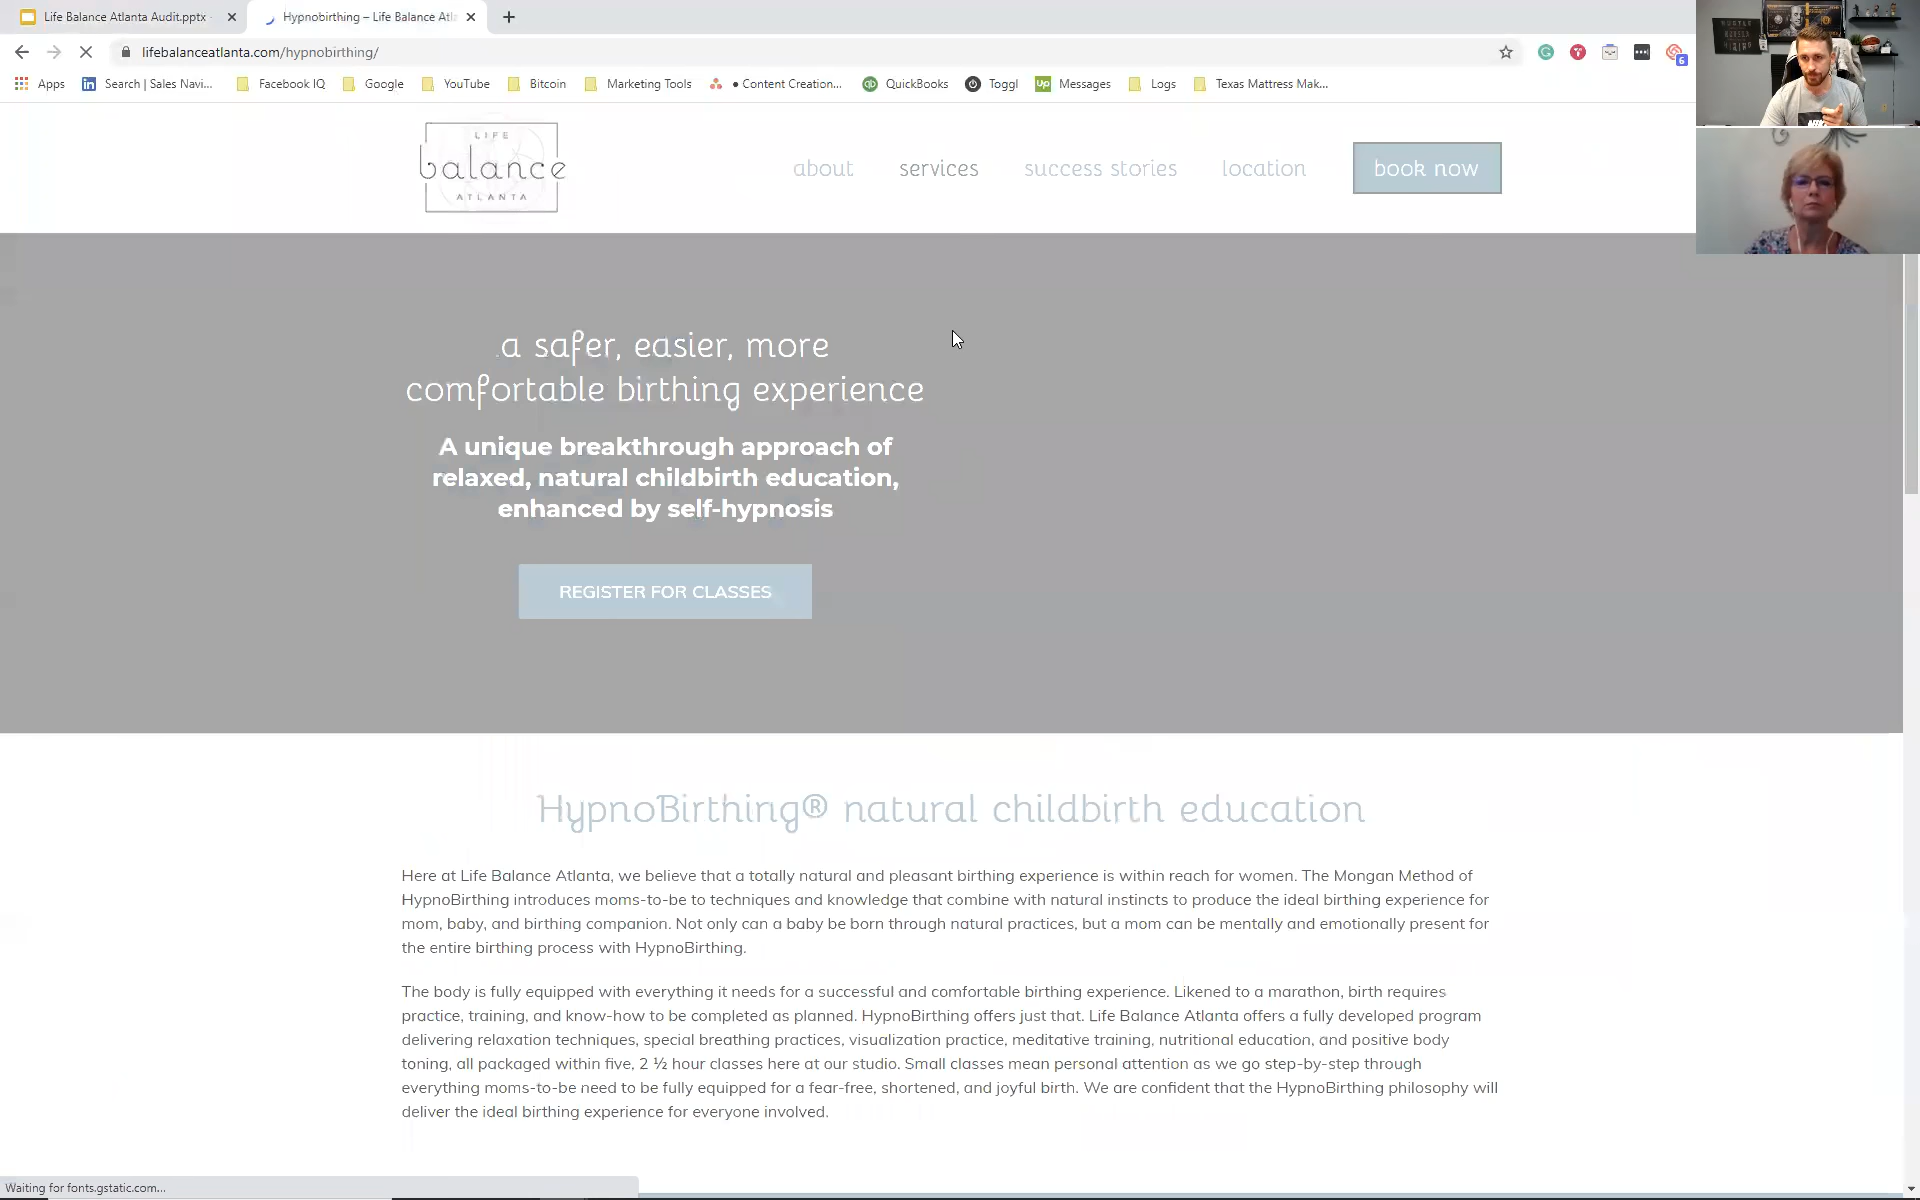 Life Balance Atlanta Audit.pptx
Hypnobirthing – Life Balance Atl
lifebalanceatlanta.com/hypnobirthing/
Apps
Search | Sales Navi...
Facebook IQ
Google
YouTube
Bitcoin
Marketing Tools
• Content Creation...
QuickBooks
Toggl
Messages
Logs
Texas Mattress Mak...
6
LIFE
balance
ATLANTA
about
services
success stories
location
book now
a safer, easier, more
comfortable birthing experience
A unique breakthrough approach of
relaxed, natural childbirth education,
enhanced by self-hypnosis
REGISTER FOR CLASSES
HypnoBirthing® natural childbirth education
Here at Life Balance Atlanta, we believe that a totally natural and pleasant birthing experience is within reach for women. The Mongan Method of
HypnoBirthing introduces moms-to-be to techniques and knowledge that combine with natural instincts to produce the ideal birthing experience for
mom, baby, and birthing companion. Not only can a baby be born through natural practices, but a mom can be mentally and emotionally present for
the entire birthing process with HypnoBirthing.
The body is fully equipped with everything it needs for a successful and comfortable birthing experience. Likened to a marathon, birth requires
practice, training, and know-how to be completed as planned. HypnoBirthing offers just that. Life Balance Atlanta offers a fully developed program
delivering relaxation techniques, special breathing practices, visualization practice, meditative training, nutritional education, and positive body
toning, all packaged within five, 2 ½ hour classes here at our studio. Small classes mean personal attention as we go step-by-step through
everything moms-to-be need to be fully equipped for a fear-free, shortened, and joyful birth. We are confident that the HypnoBirthing philosophy will
deliver the ideal birthing experience for everyone involved.
Waiting for fonts.gstatic.com...